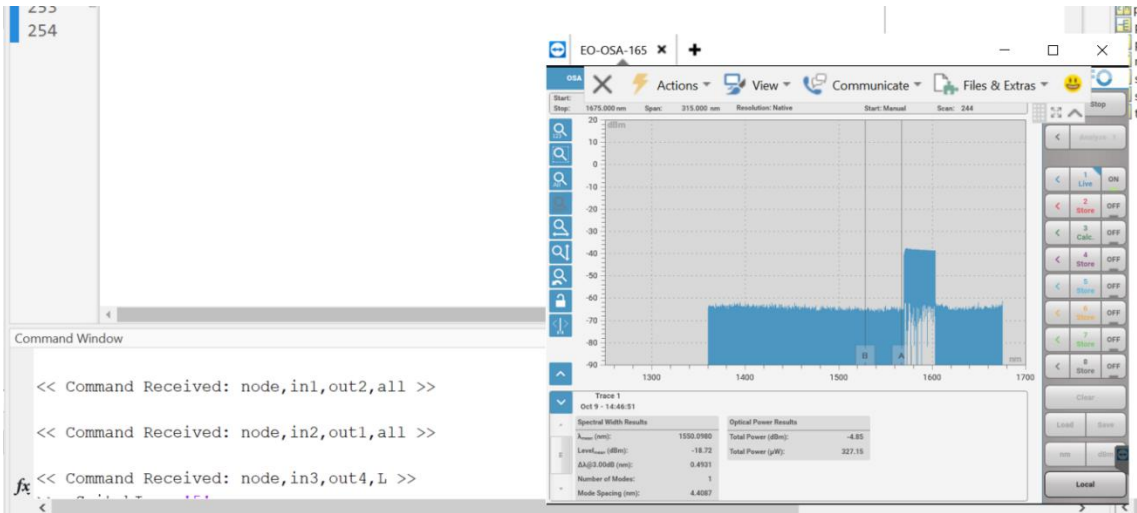 253
254
EO-OSA-165
OSA
Actions
View
Communicate
Files & Extras
Start:
Stop: 1675.000 nm Span: 315.000 nm Resolution: Native Start: Manual Scan: 244
Stop
20 dBm
10
0
-10
-20
-30
-40
-50
-60
-70
-80
-90
B A
nm
1300 1400 1500 1600 1700
Analyze: 1
1 Live ON
2 Store OFF
3 Calc. OFF
4 Store OFF
5 Store OFF
6 Store OFF
7 Store OFF
8 Store OFF
Clear
Load Save
nm dBm
Local
Trace 1
Oct 9 - 14:46:51
Spectral Width Results
λmean (nm): 1550.0980
Levelmean (dBm): -18.72
Δλ@3.00dB (nm): 0.4931
Number of Modes: 1
Mode Spacing (nm): 4.4087
Optical Power Results
Total Power (dBm): -4.85
Total Power (µW): 327.15
Command Window
<< Command Received: node,in1,out2,all >>
<< Command Received: node,in2,out1,all >>
fx << Command Received: node,in3,out4,L >>